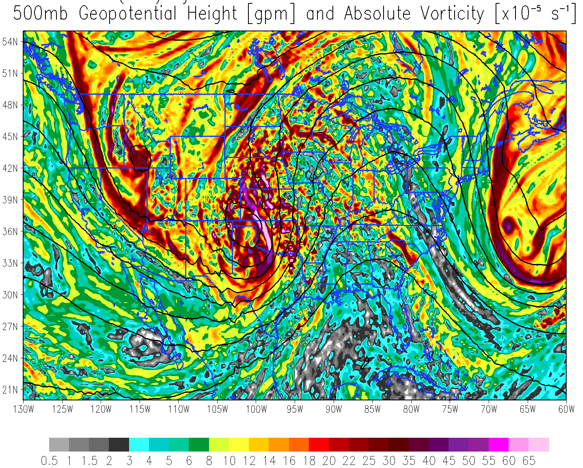 500mb Geopotential Height [gpm] and Absolute Vorticity [x10⁻⁵ s⁻¹]
54N
51N
48N
45N
42N
39N
36N
33N
30N
27N
24N
21N
130W 125W 120W 115W 110W 105W 100W 95W 90W 85W 80W 75W 70W 65W 60W
0.5 1 1.5 2 3 4 5 6 8 10 12 14 16 18 20 22 25 30 35 40 45 50 55 60 65